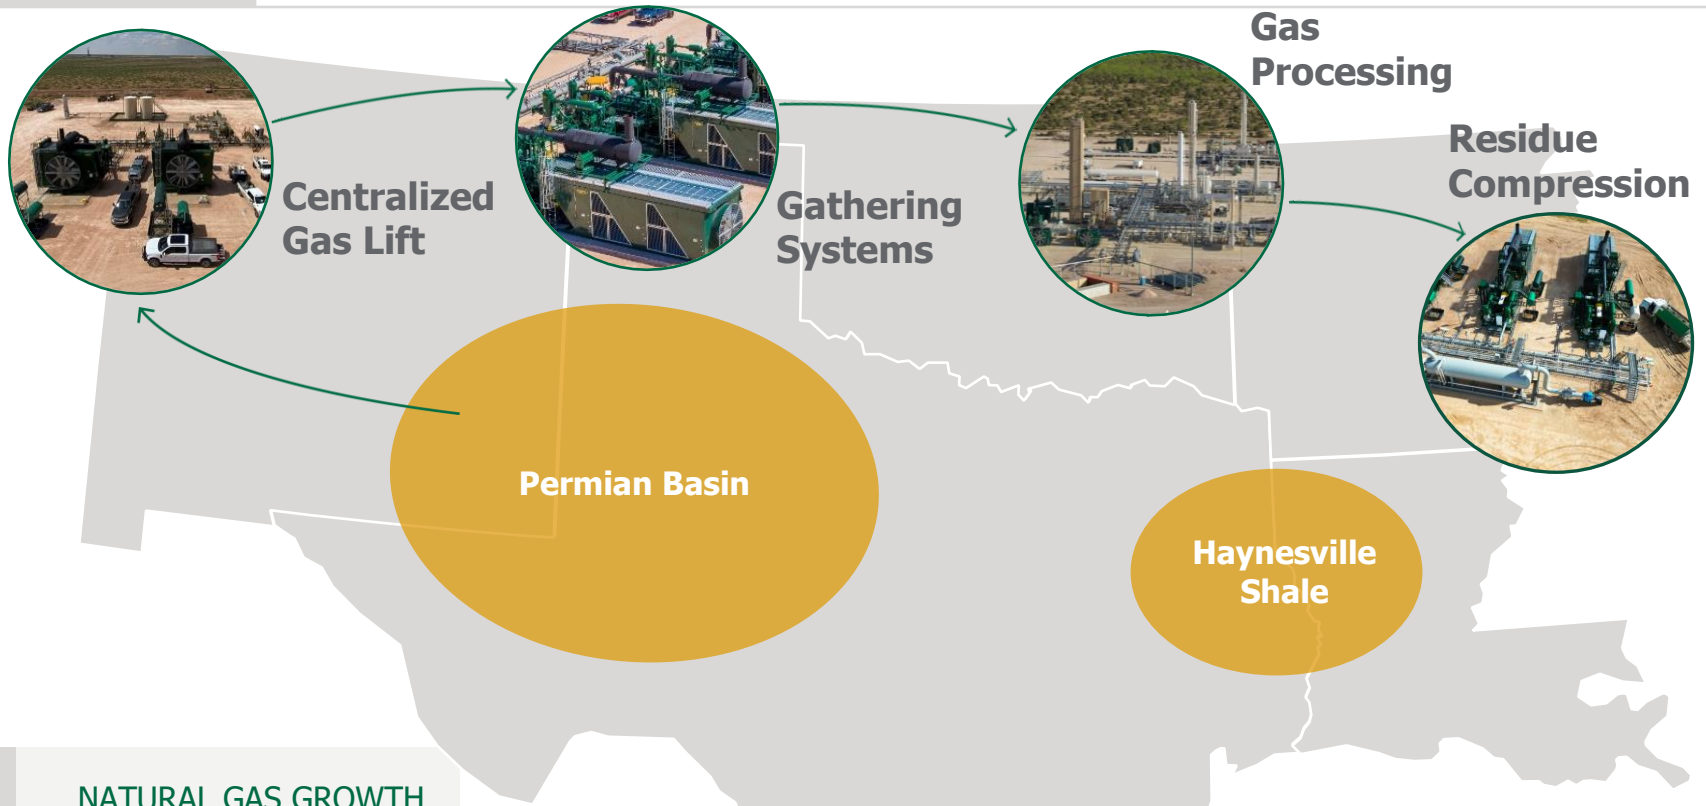 Gas
Processing
Residue
Compression
Centralized
Gas Lift
Gathering
Systems
Permian Basin
Haynesville
Shale
NATURAL GAS GROWTH